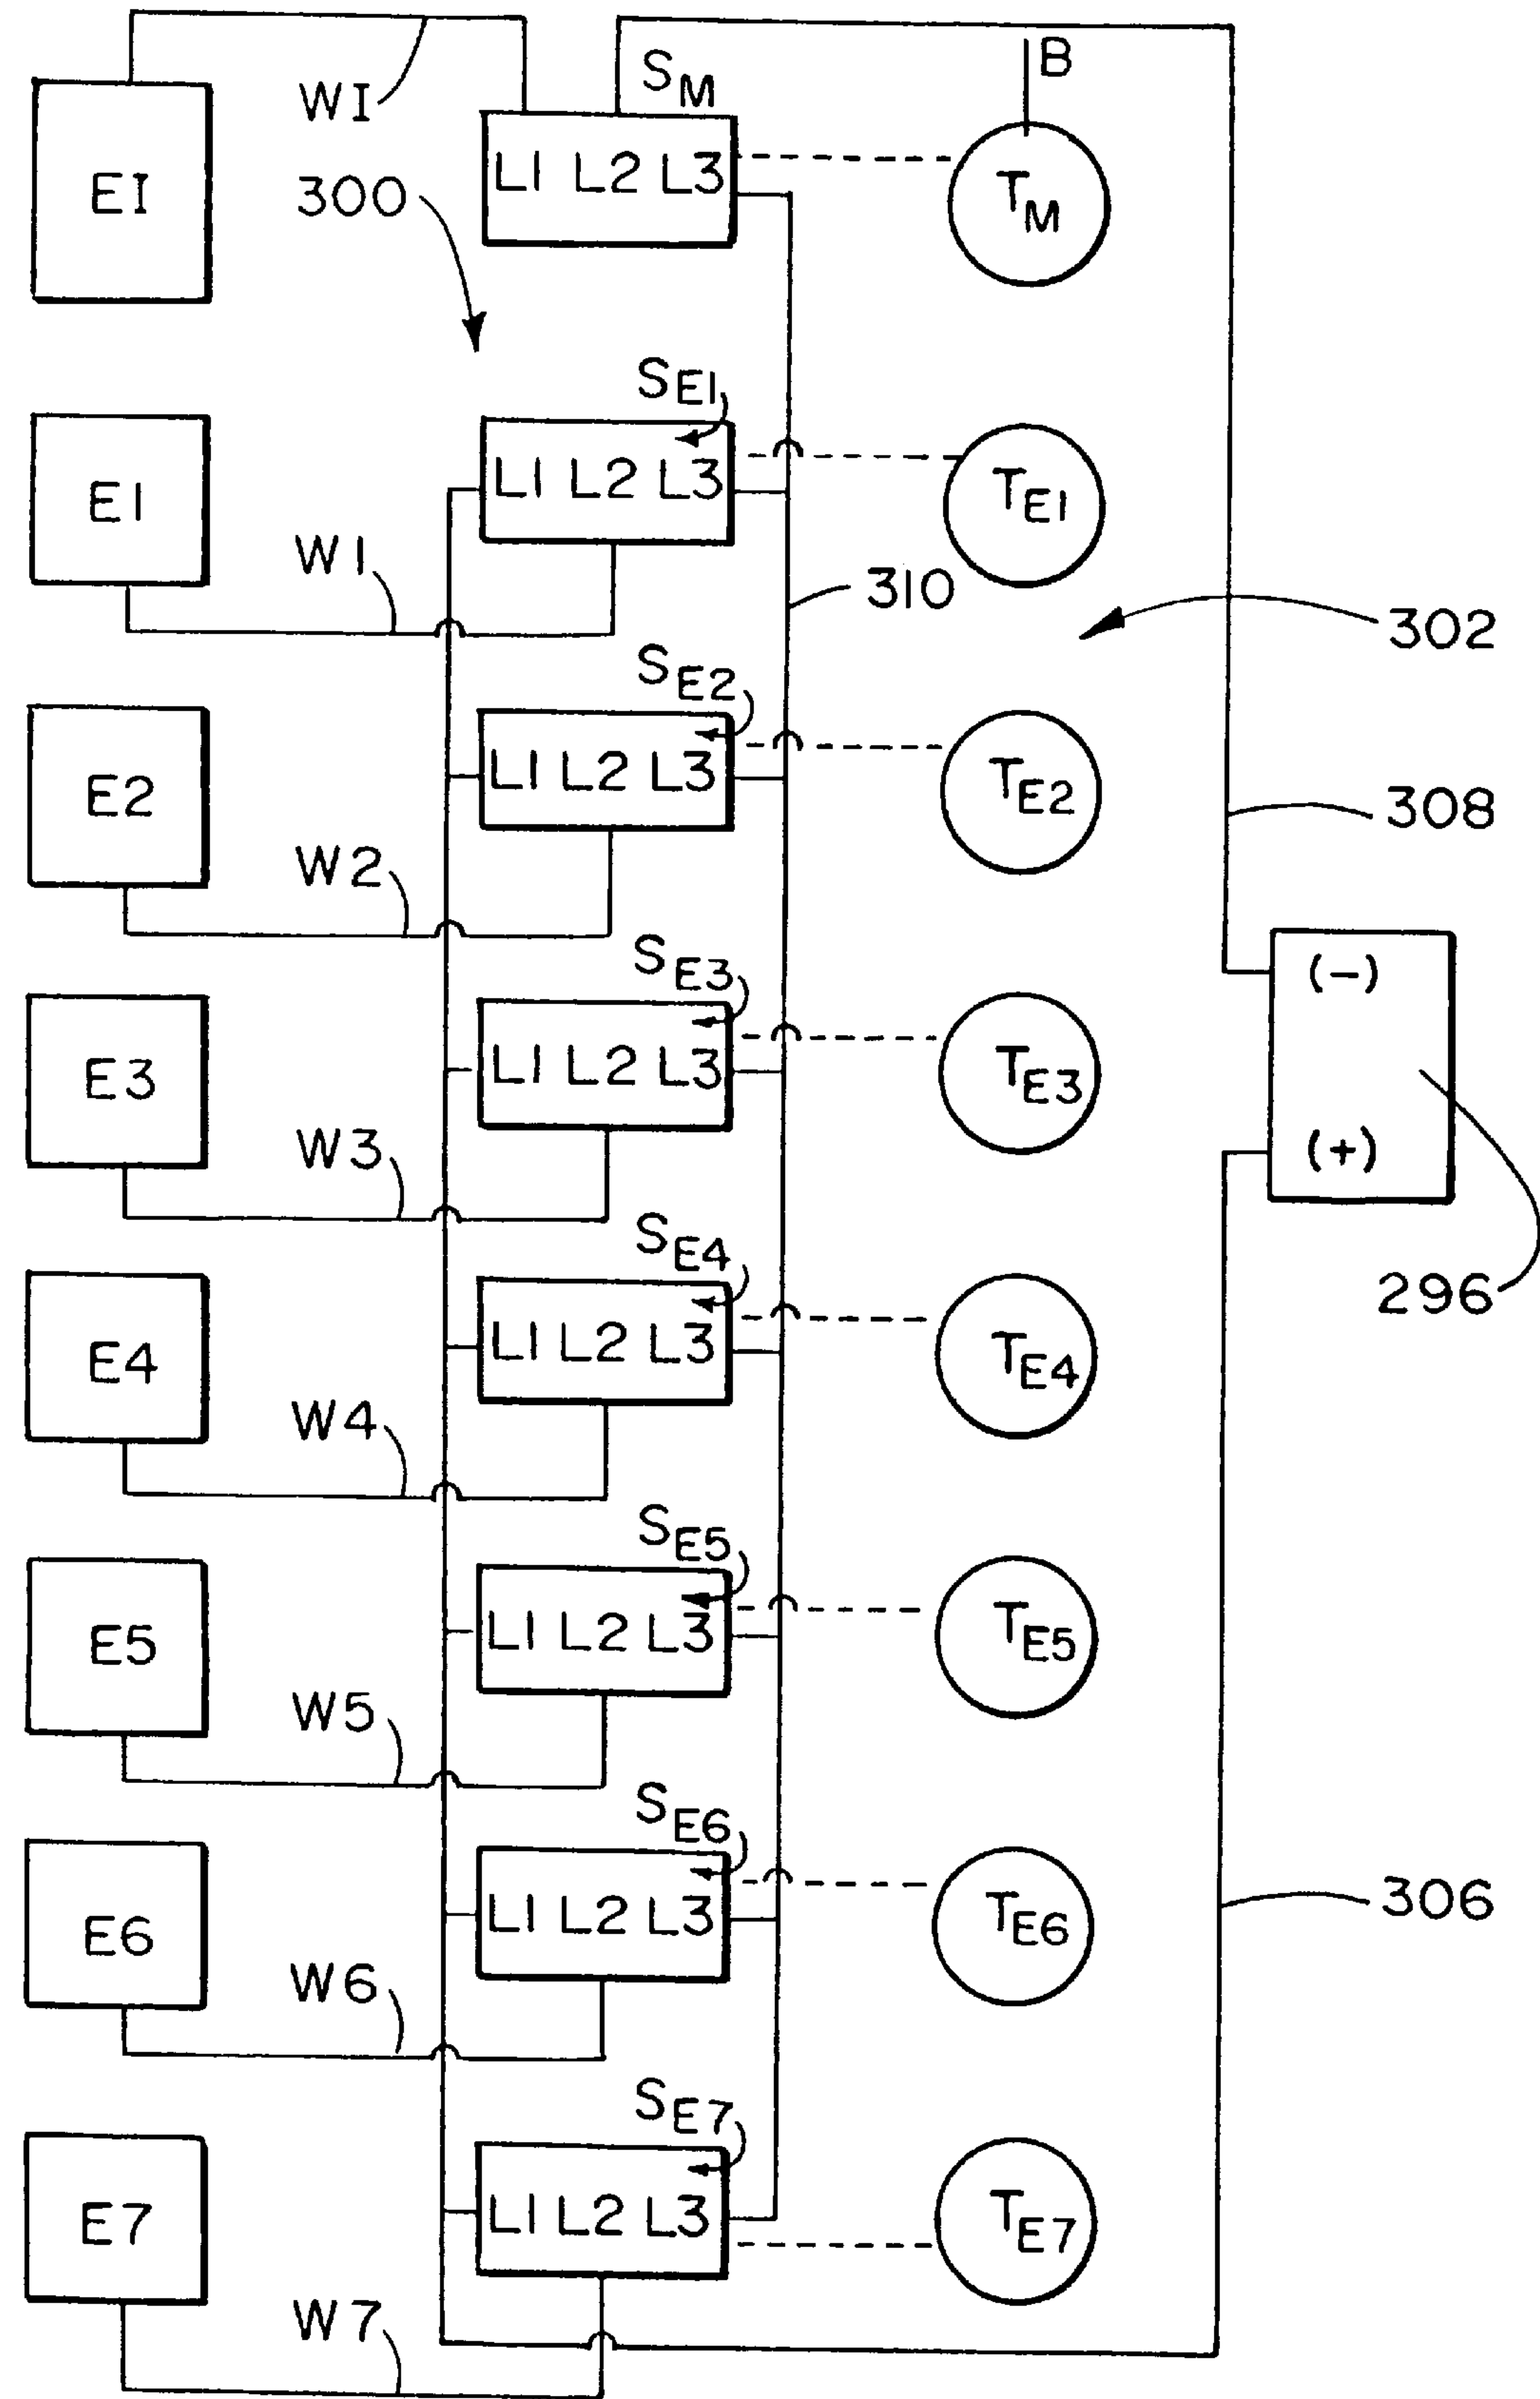 B
WI
S_M
EI
300
L1 L2 L3
T_M
S_E1
E1
L1 L2 L3
T_E1
W1
310
302
S_E2
E2
L1 L2 L3
T_E2
308
W2
S_E3
(-)
E3
L1 L2 L3
T_E3
W3
(+)
S_E4
296
E4
L1 L2 L3
T_E4
W4
S_E5
E5
L1 L2 L3
T_E5
W5
S_E6
306
E6
L1 L2 L3
T_E6
W6
S_E7
E7
L1 L2 L3
T_E7
W7